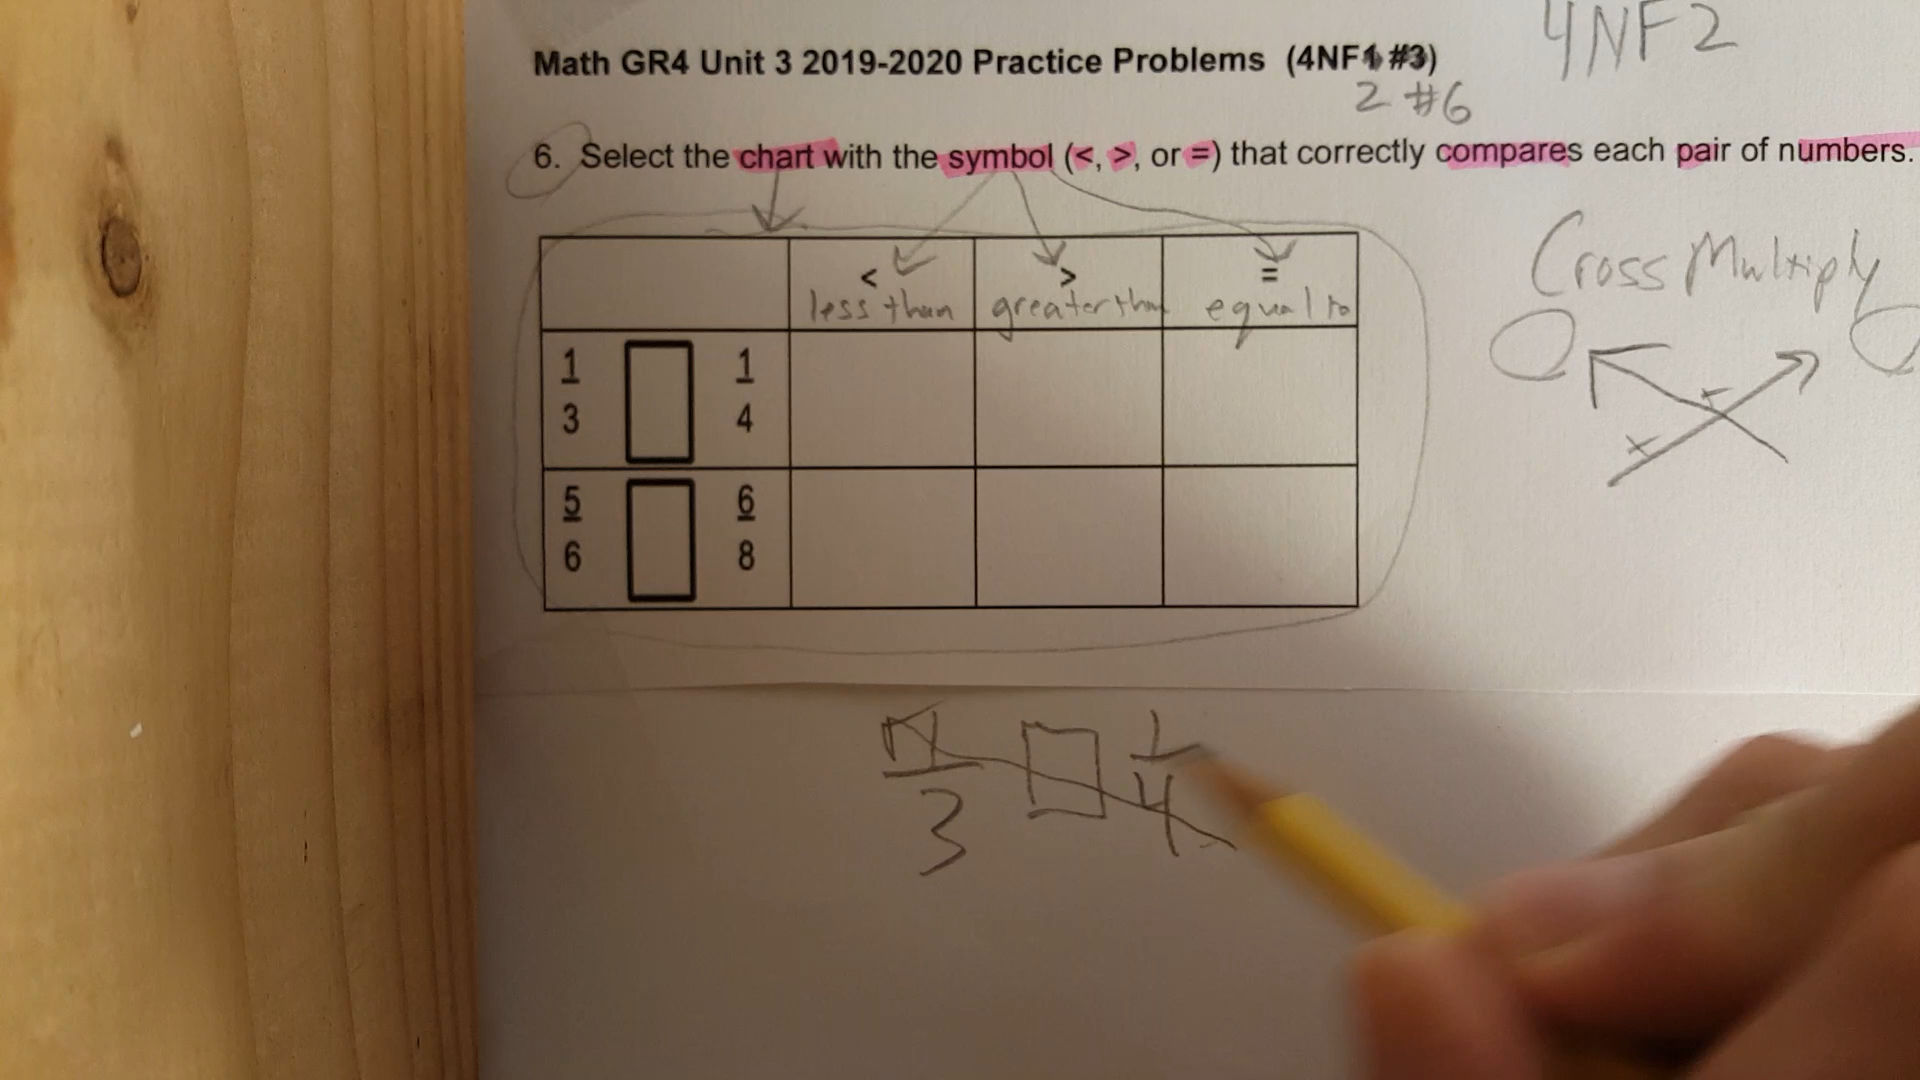 4NF2
Math GR4 Unit 3 2019-2020 Practice Problems (4NF1 #3)
2 #6
6. Select the chart with the symbol (<, >, or =) that correctly compares each pair of numbers.
Cross Multiply
< > =
less than greater than equal to
1 1
3 4
5 6
6 8
1 1
3 4